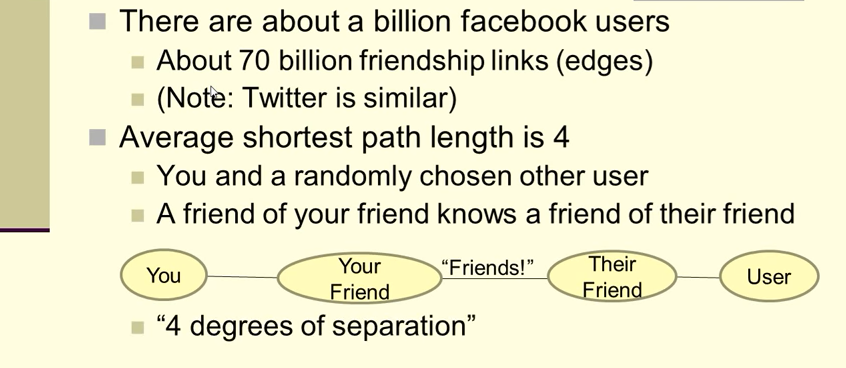 There are about a billion facebook users
About 70 billion friendship links (edges)
(Note: Twitter is similar)
Average shortest path length is 4
You and a randomly chosen other user
A friend of your friend knows a friend of their friend
You
Your
Friend
“Friends!”
Their
Friend
User
“4 degrees of separation”